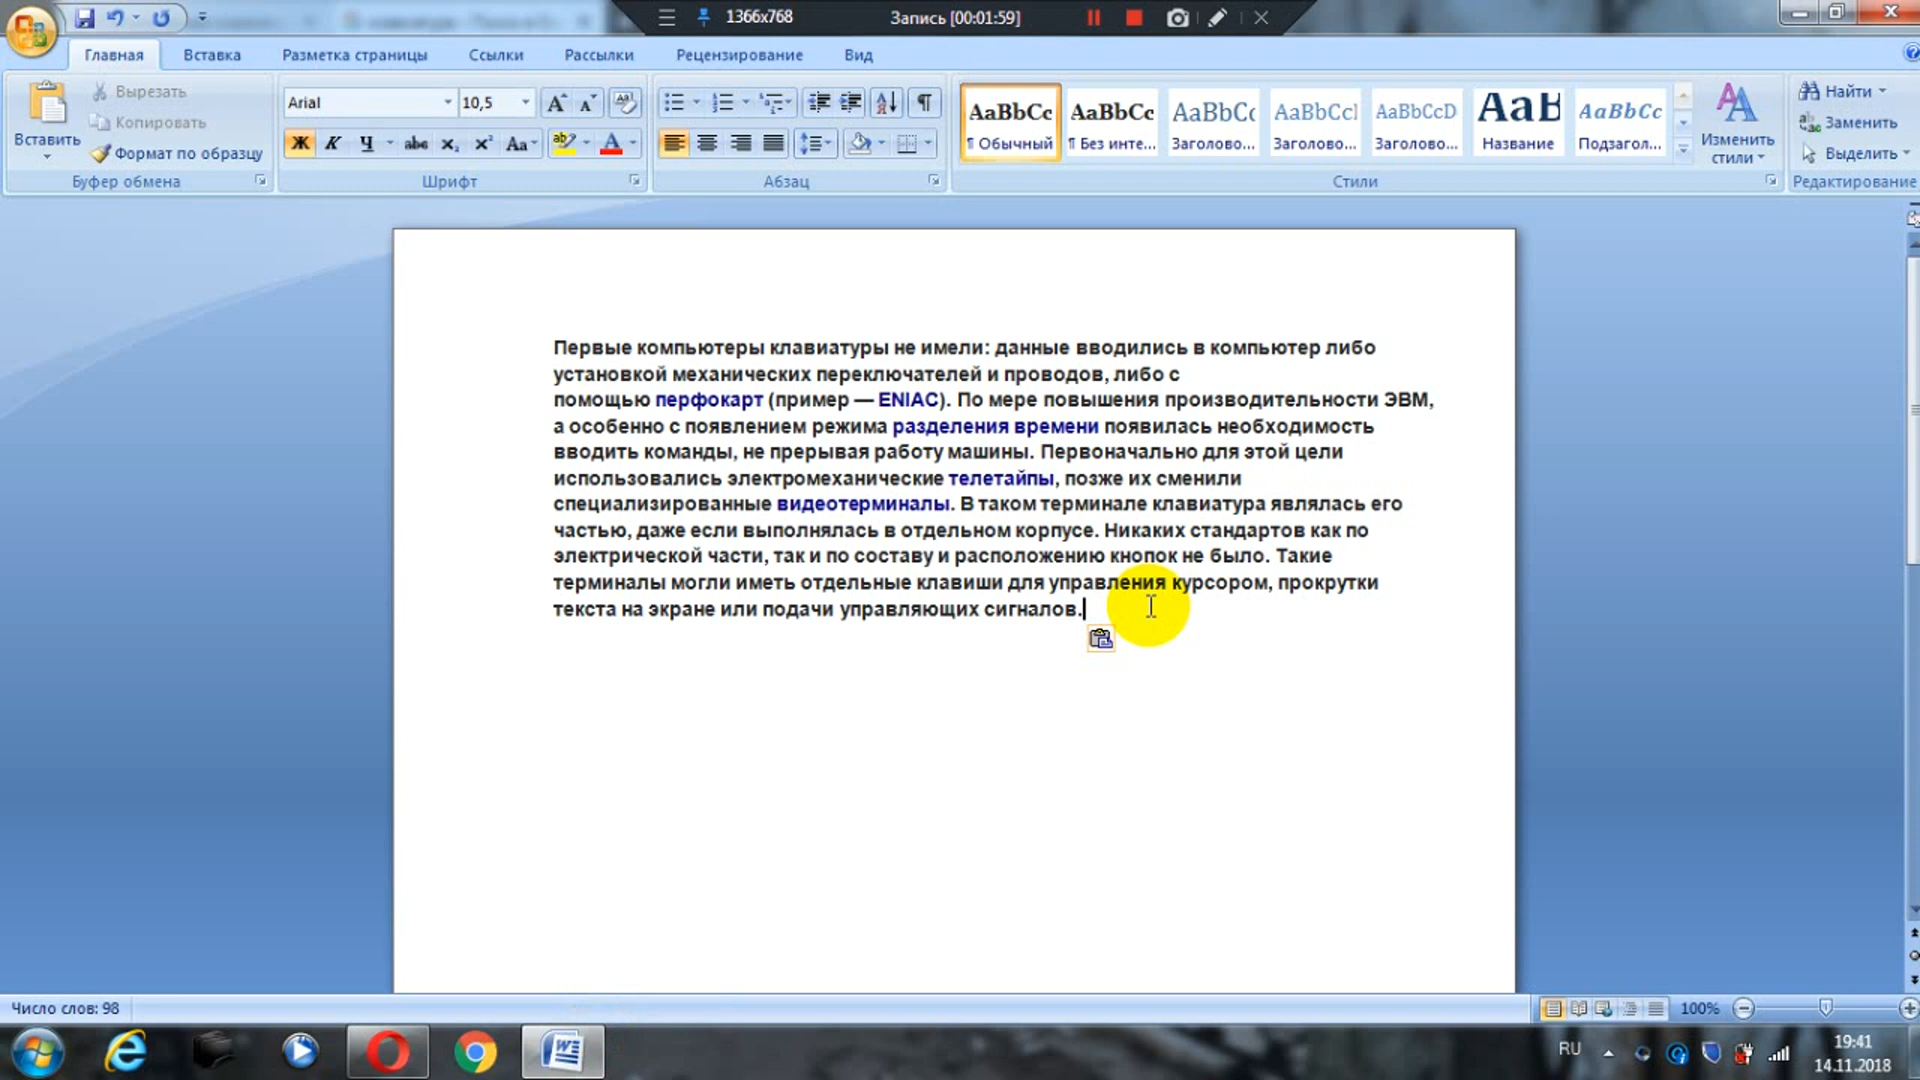 1366x768
Запись [00:01:59]
Главная
Вставка
Разметка страницы
Ссылки
Рассылки
Рецензирование
Вид
Вставить
Вырезать
Копировать
Формат по образцу
Буфер обмена
Arial
10,5
Ж К Ч abc x₂ x² Aa ab А
Шрифт
Абзац
AaBbCc
¶ Обычный
AaBbCc
¶ Без инте...
AaBbCc
Заголово...
AaBbCc
Заголово...
AaBbCcD
Заголово...
AaB
Название
AaBbCc
Подзагол...
Изменить
стили
Стили
Найти
Заменить
Выделить
Редактирование
Первые компьютеры клавиатуры не имели: данные вводились в компьютер либо
установкой механических переключателей и проводов, либо с
помощью перфокарт (пример — ENIAC). По мере повышения производительности ЭВМ,
а особенно с появлением режима разделения времени появилась необходимость
вводить команды, не прерывая работу машины. Первоначально для этой цели
использовались электромеханические телетайпы, позже их сменили
специализированные видеотерминалы. В таком терминале клавиатура являлась его
частью, даже если выполнялась в отдельном корпусе. Никаких стандартов как по
электрической части, так и по составу и расположению кнопок не было. Такие
терминалы могли иметь отдельные клавиши для управления курсором, прокрутки
текста на экране или подачи управляющих сигналов.
Число слов: 98
100%
RU
19:41
14.11.2018